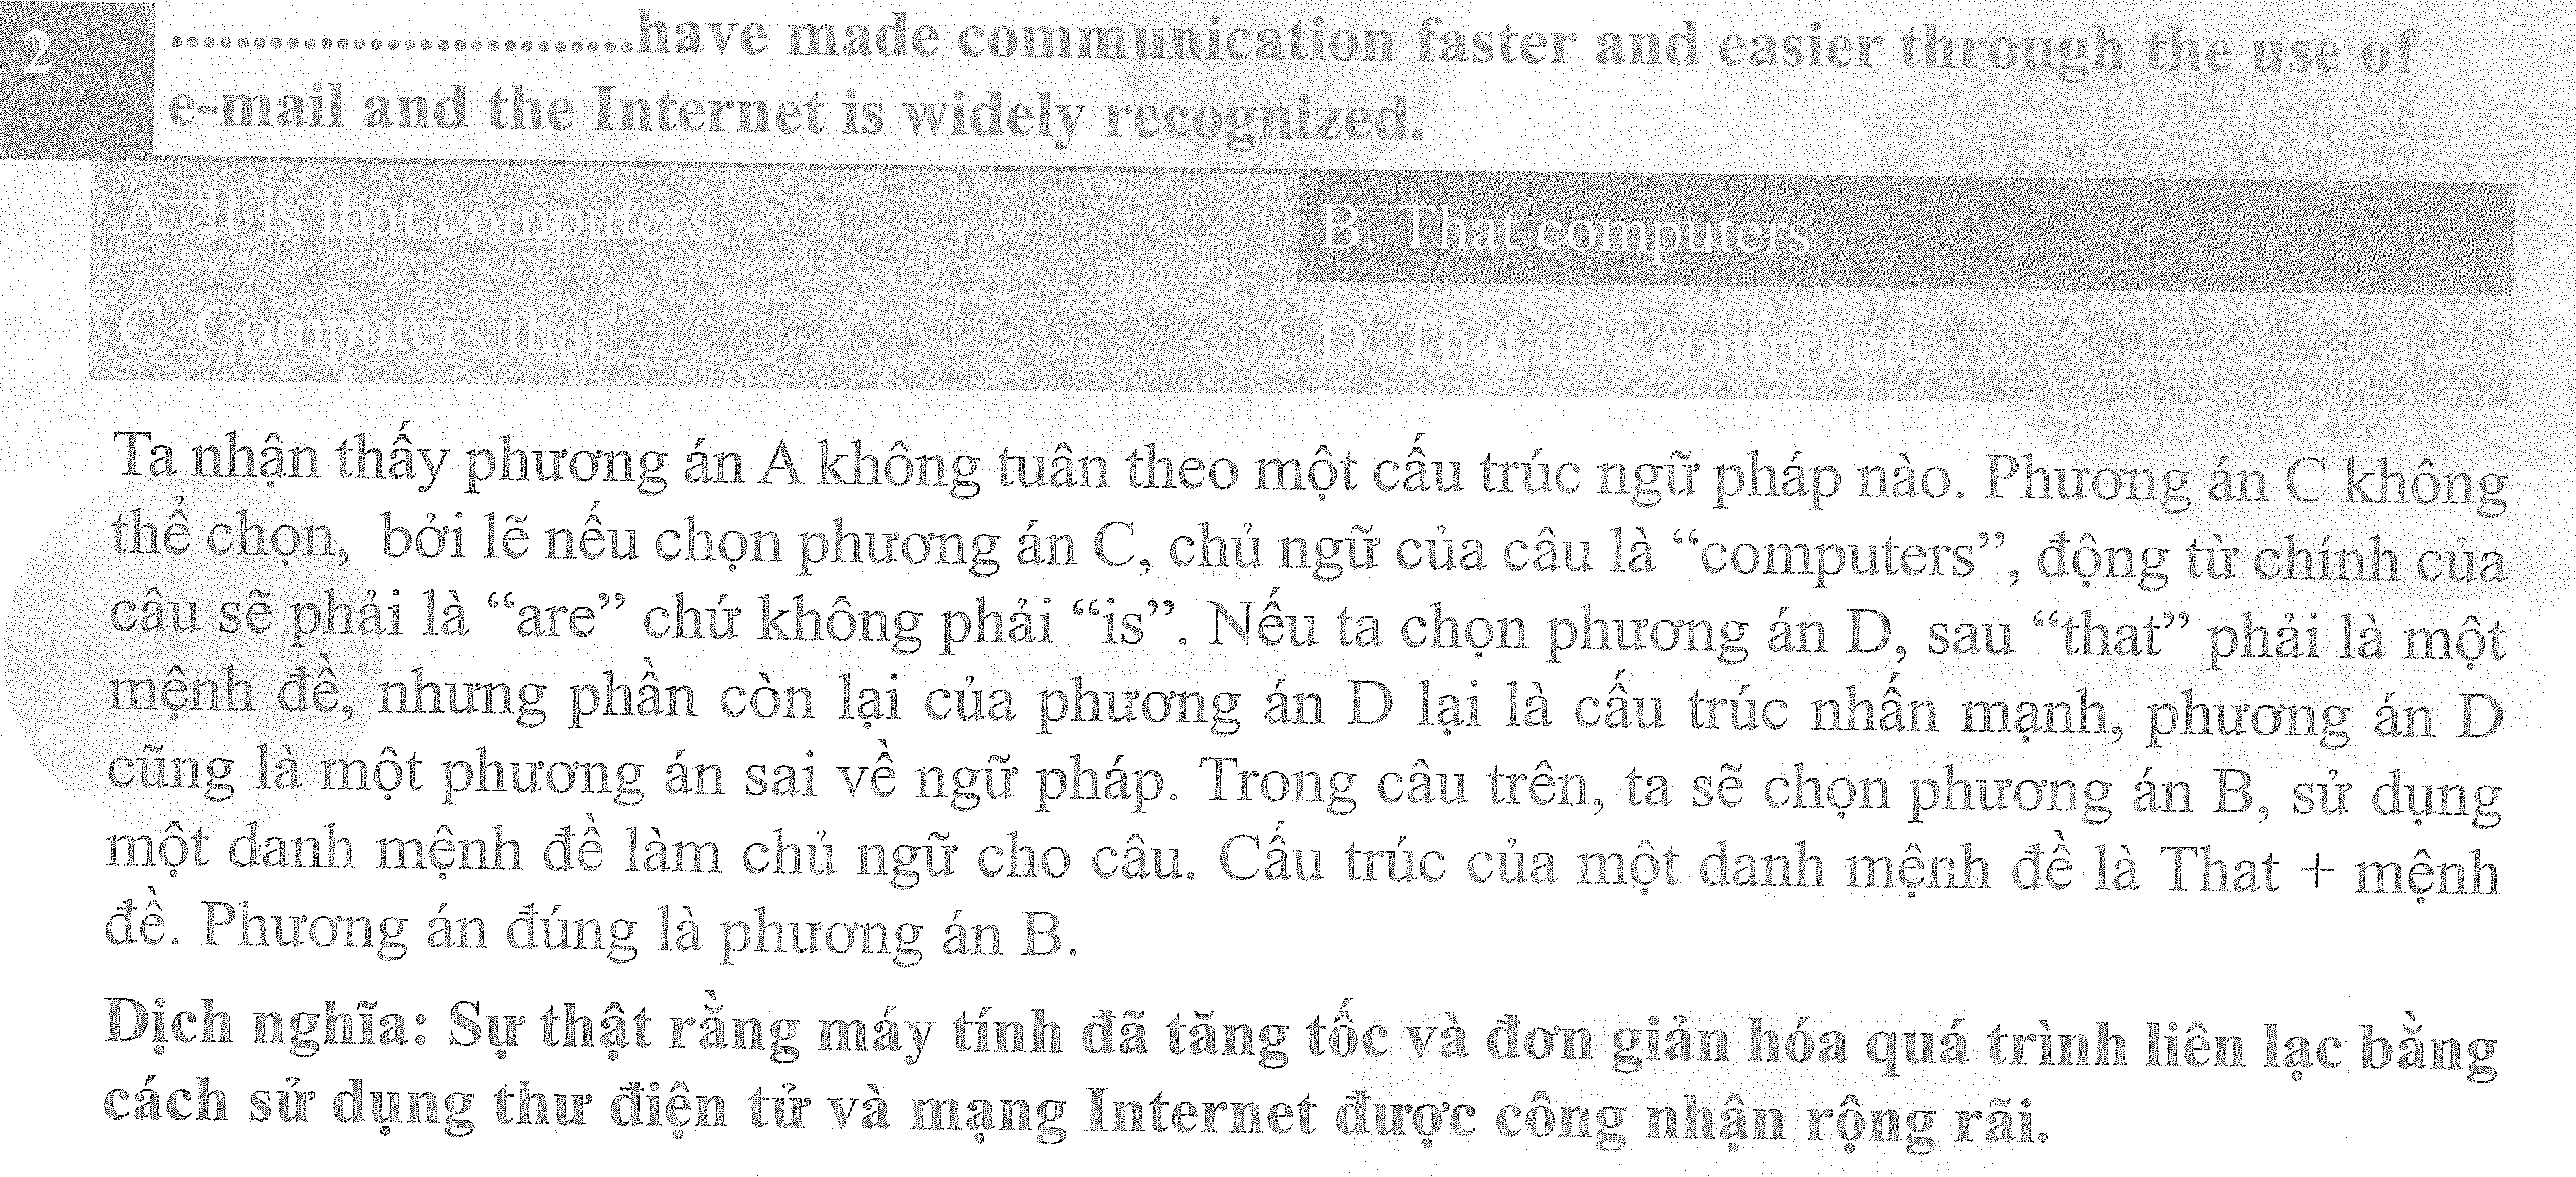 2
............................have made communication faster and easier through the use of
e-mail and the Internet is widely recognized.
A. It is that computers
B. That computers
C. Computers that
D. That it is computers
Ta nhận thấy phương án A không tuân theo một cấu trúc ngữ pháp nào. Phương án C không
thể chọn, bởi lẽ nếu chọn phương án C, chủ ngữ của câu là “computers”, động từ chính của
câu sẽ phải là “are” chứ không phải “is”. Nếu ta chọn phương án D, sau “that” phải là một
mệnh đề, nhưng phần còn lại của phương án D lại là cấu trúc nhấn mạnh, phương án D
cũng là một phương án sai về ngữ pháp. Trong câu trên, ta sẽ chọn phương án B, sử dụng
một danh mệnh đề làm chủ ngữ cho câu. Cấu trúc của một danh mệnh đề là That + mệnh
đề. Phương án đúng là phương án B.
Dịch nghĩa: Sự thật rằng máy tính đã tăng tốc và đơn giản hóa quá trình liên lạc bằng
cách sử dụng thư điện tử và mạng Internet được công nhận rộng rãi.